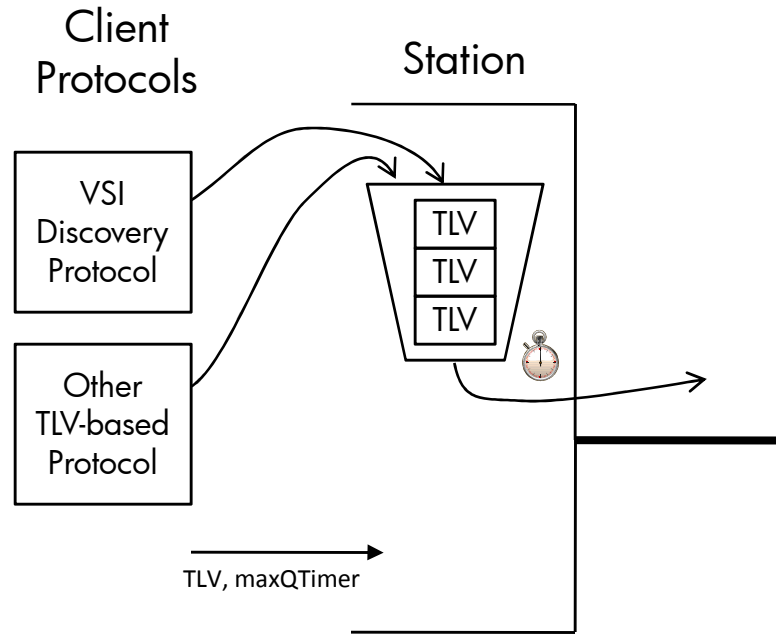 Client
Protocols
Station
VSI
Discovery
Protocol
TLV
TLV
TLV
Other
TLV-based
Protocol
TLV, maxQTimer